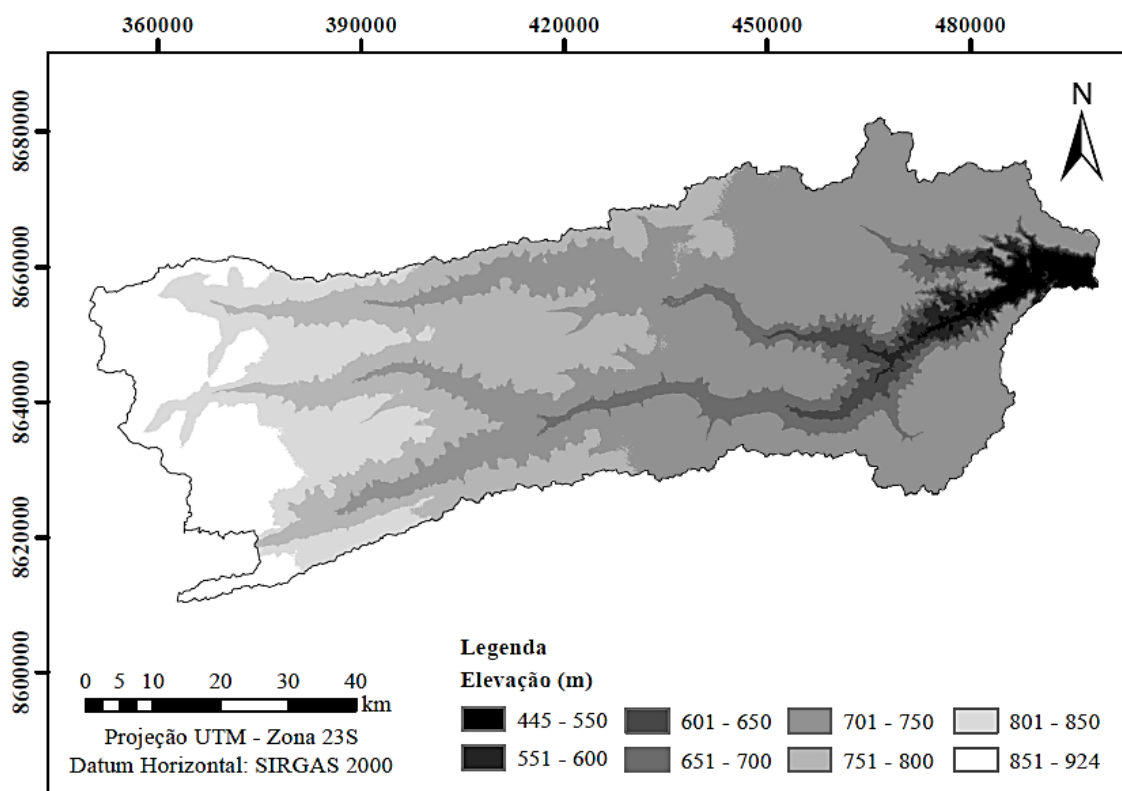 360000 390000 420000 450000 480000
8680000
8660000
8640000
8620000
8600000
N
Legenda
Elevação (m)
445 - 550 601 - 650 701 - 750 801 - 850
551 - 600 651 - 700 751 - 800 851 - 924
0 5 10 20 30 40
km
Projeção UTM - Zona 23S
Datum Horizontal: SIRGAS 2000